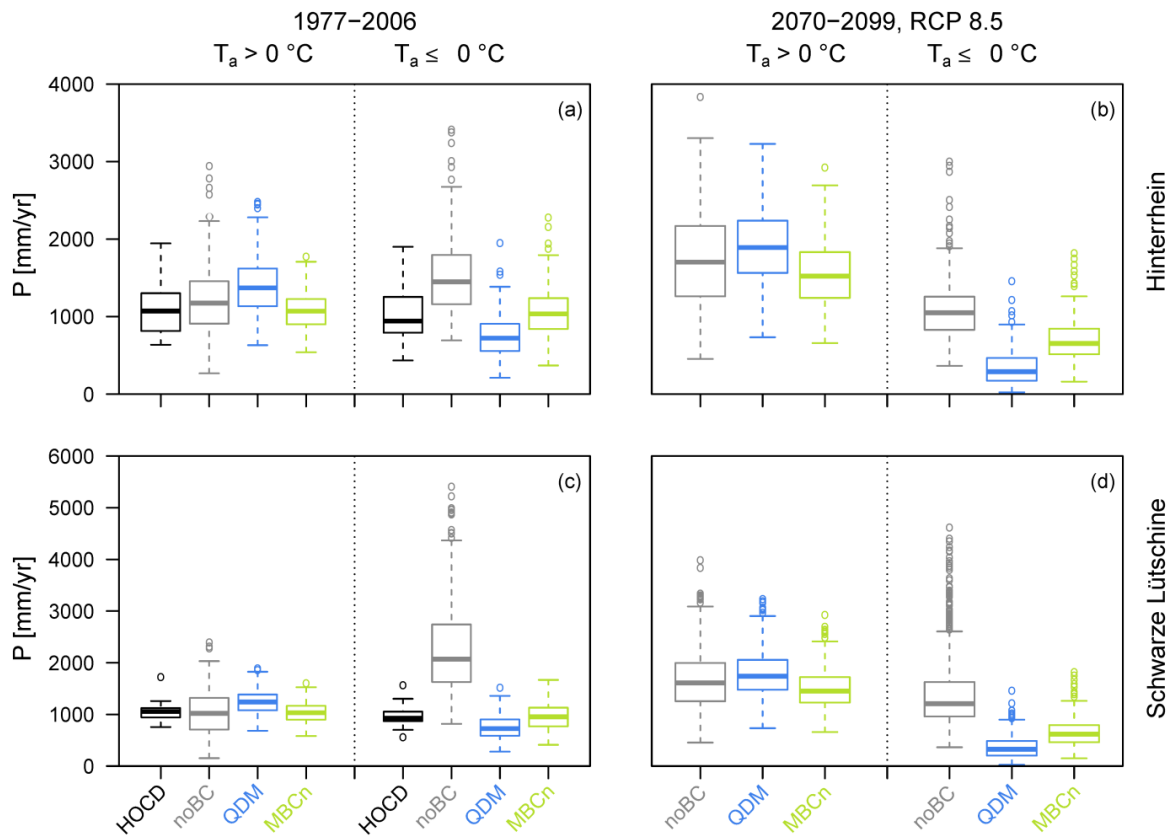 1977−2006 2070−2099, RCP 8.5
Ta > 0 °C Ta ≤ 0 °C Ta > 0 °C Ta ≤ 0 °C
P [mm/yr]
4000
3000
2000
1000
0
(a)
(b)
Hinterrhein
P [mm/yr]
6000
5000
4000
3000
2000
1000
0
(c)
(d)
Schwarze Lütschine
HOCD noBC QDM MBCn HOCD noBC QDM MBCn noBC QDM MBCn noBC QDM MBCn